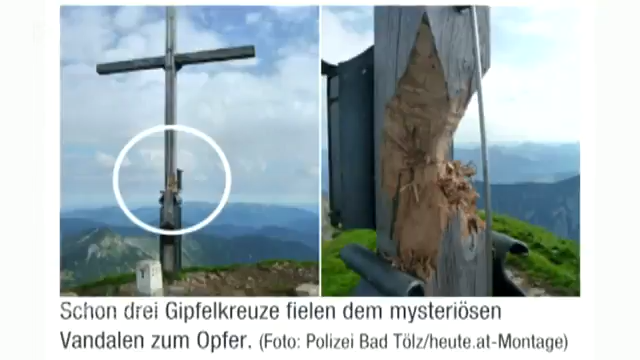 Schon drei Gipfelkreuze fielen dem mysteriösen
Vandalen zum Opfer. (Foto: Polizei Bad Tölz/heute.at-Montage)